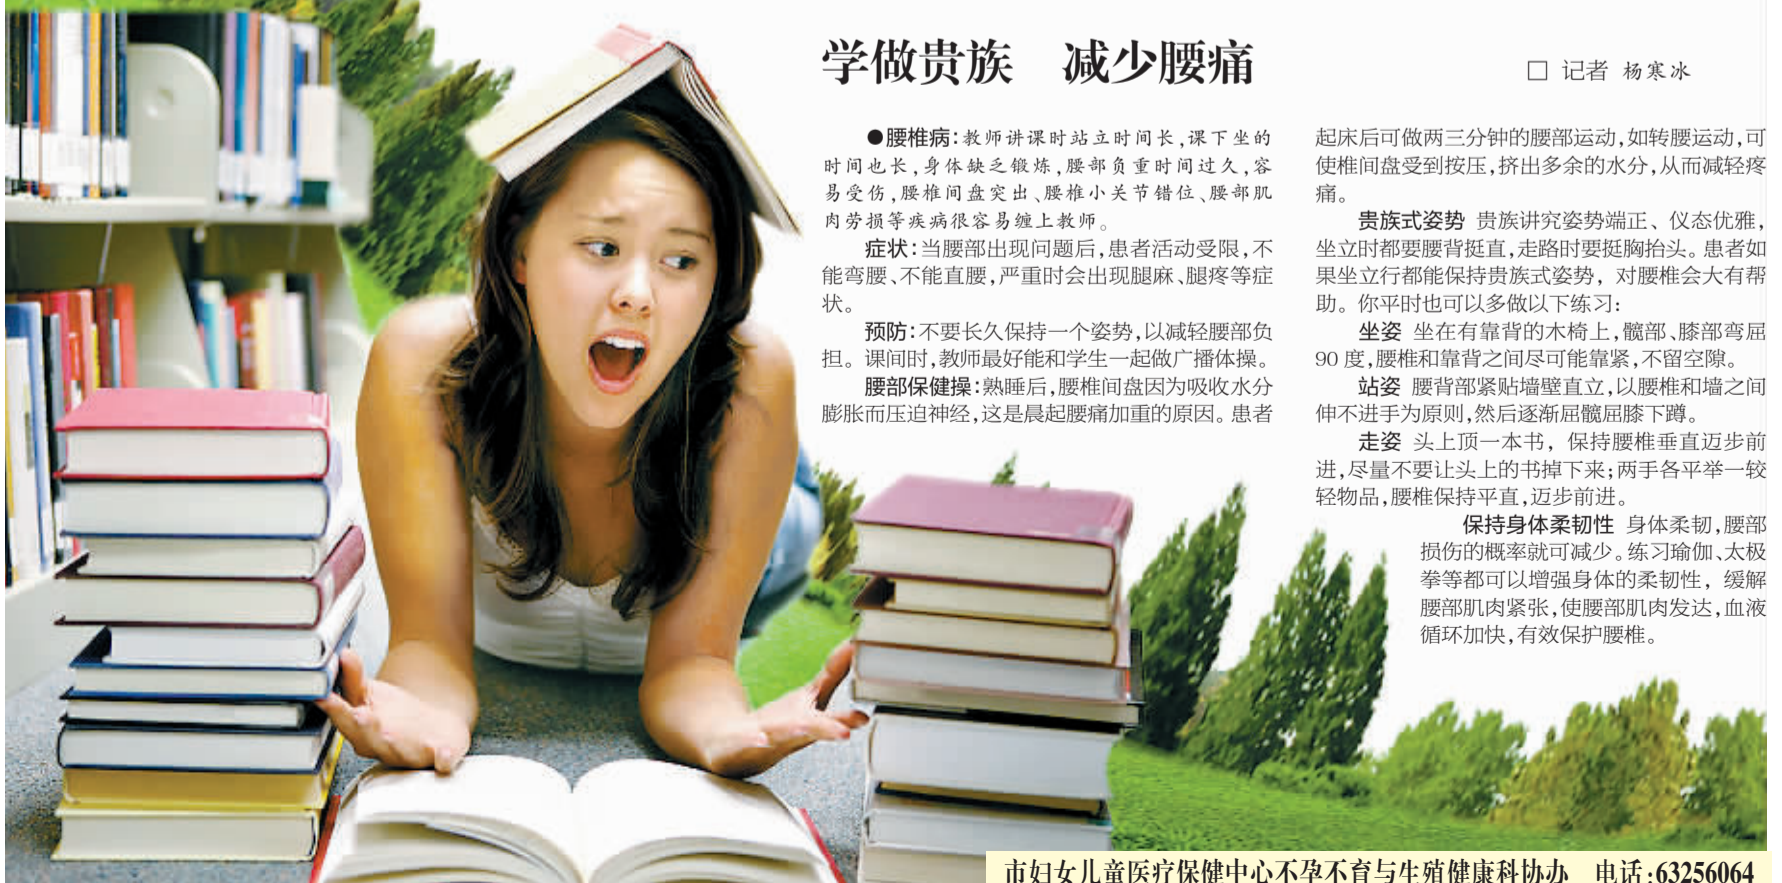 学做贵族 减少腰痛
□ 记者 杨寒冰
●腰椎病:教师讲课时站立时间长,课下坐的
时间也长,身体缺乏锻炼,腰部负重时间过久,容
易受伤,腰椎间盘突出、腰椎小关节错位、腰部肌
肉劳损等疾病很容易缠上教师。
症状:当腰部出现问题后,患者活动受限,不
能弯腰、不能直腰,严重时会出现腿麻、腿疼等症
状。
预防:不要长久保持一个姿势,以减轻腰部负
担。课间时,教师最好能和学生一起做广播体操。
腰部保健操:熟睡后,腰椎间盘因为吸收水分
膨胀而压迫神经,这是晨起腰痛加重的原因。患者
起床后可做两三分钟的腰部运动,如转腰运动,可
使椎间盘受到按压,挤出多余的水分,从而减轻疼
痛。
贵族式姿势 贵族讲究姿势端正、仪态优雅,
坐立时都要腰背挺直,走路时要挺胸抬头。患者如
果坐立行都能保持贵族式姿势,对腰椎会大有帮
助。你平时也可以多做以下练习:
坐姿 坐在有靠背的木椅上,髋部、膝部弯屈
90度,腰椎和靠背之间尽可能靠紧,不留空隙。
站姿 腰背部紧贴墙壁直立,以腰椎和墙之间
伸不进手为原则,然后逐渐屈髋屈膝下蹲。
走姿 头上顶一本书,保持腰椎垂直迈步前
进,尽量不要让头上的书掉下来;两手各平举一较
轻物品,腰椎保持平直,迈步前进。
保持身体柔韧性 身体柔韧,腰部
损伤的概率就可减少。练习瑜伽、太极
拳等都可以增强身体的柔韧性,缓解
腰部肌肉紧张,使腰部肌肉发达,血液
循环加快,有效保护腰椎。
市妇女儿童医疗保健中心不孕不育与生殖健康科协办 电话:63256064